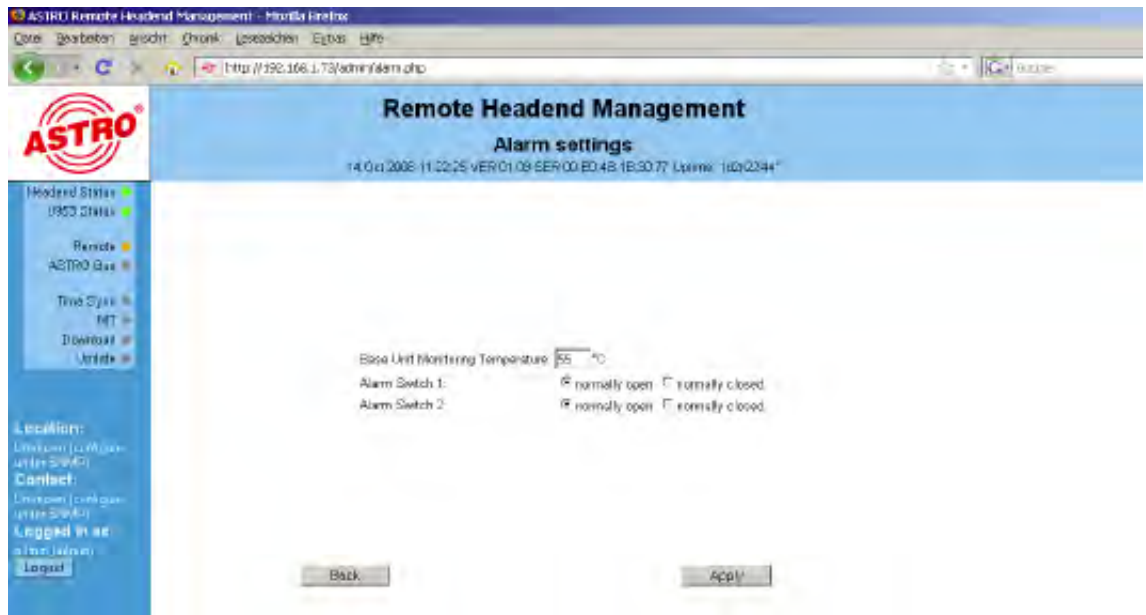 ASTRO Remote Headend Management - Mozilla Firefox
Datei Bearbeiten Ansicht Chronik Lesezeichen Extras Hilfe
http://192.168.1.73/admin/alarm.php
ASTRO
Remote Headend Management
Alarm settings
Headend Status
Remote
ASTRO Bus
Time Sync
Download
Update
Base Unit Monitoring Temperature 55 °C
Alarm Switch 1: normally open normally closed
Alarm Switch 2: normally open normally closed
Location:
Contact:
Logged in as:
Logout
Back
Apply